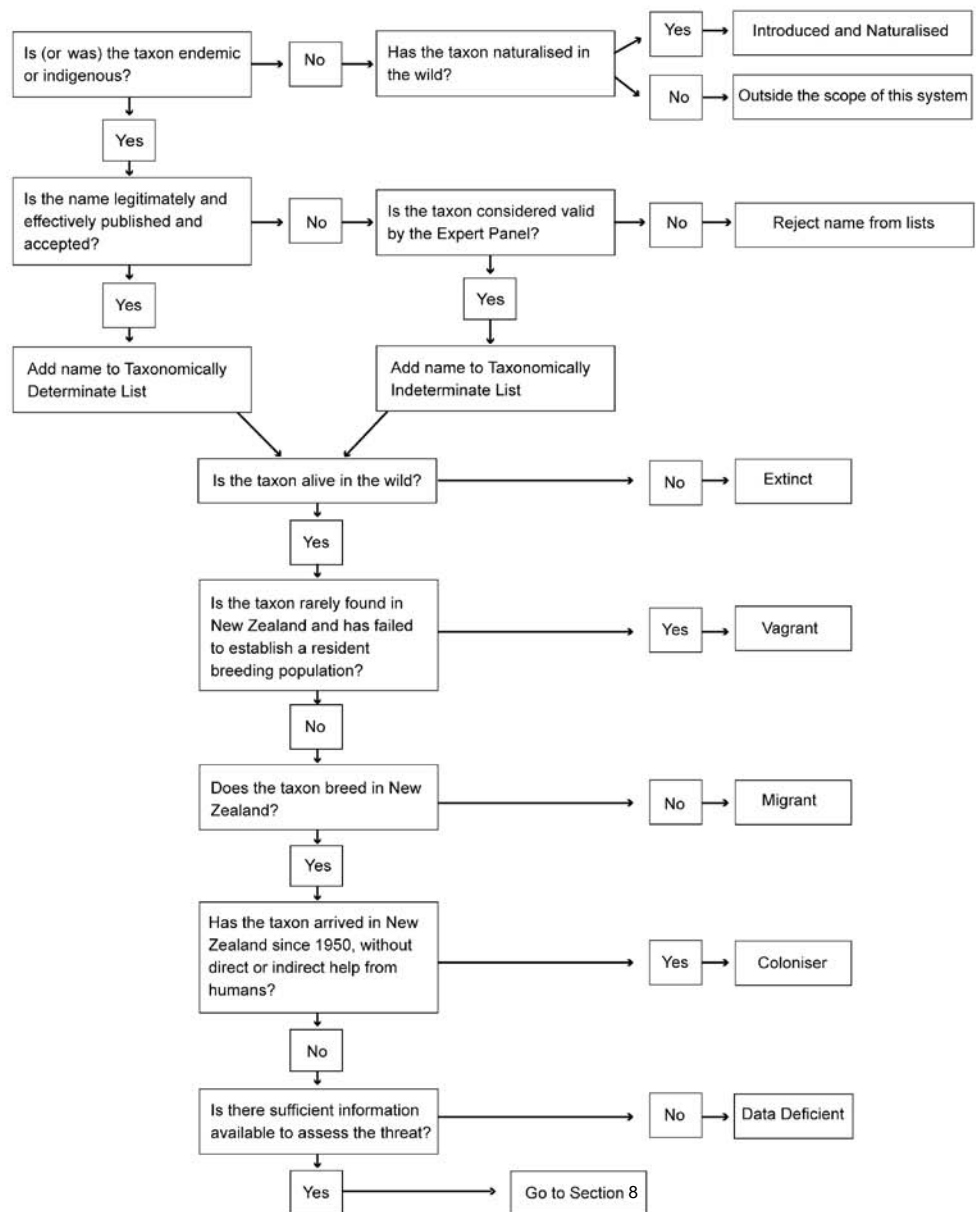 Is (or was) the taxon endemic
or indigenous?
No
Has the taxon naturalised in
the wild?
Yes
Introduced and Naturalised
No
Outside the scope of this system
Yes
Is the name legitimately and
effectively published and
accepted?
No
Is the taxon considered valid
by the Expert Panel?
No
Reject name from lists
Yes
Yes
Add name to Taxonomically
Determinate List
Add name to Taxonomically
Indeterminate List
Is the taxon alive in the wild?
No
Extinct
Yes
Is the taxon rarely found in
New Zealand and has failed
to establish a resident
breeding population?
Yes
Vagrant
No
Does the taxon breed in New
Zealand?
No
Migrant
Yes
Has the taxon arrived in New
Zealand since 1950, without
direct or indirect help from
humans?
Yes
Coloniser
No
Is there sufficient information
available to assess the threat?
No
Data Deficient
Yes
Go to Section 8